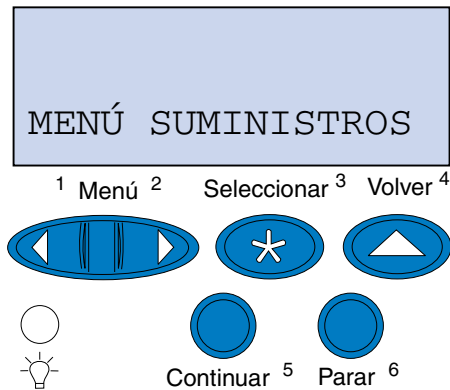 MENÚ SUMINISTROS
1 Menú 2 Seleccionar 3 Volver 4
Continuar 5 Parar 6